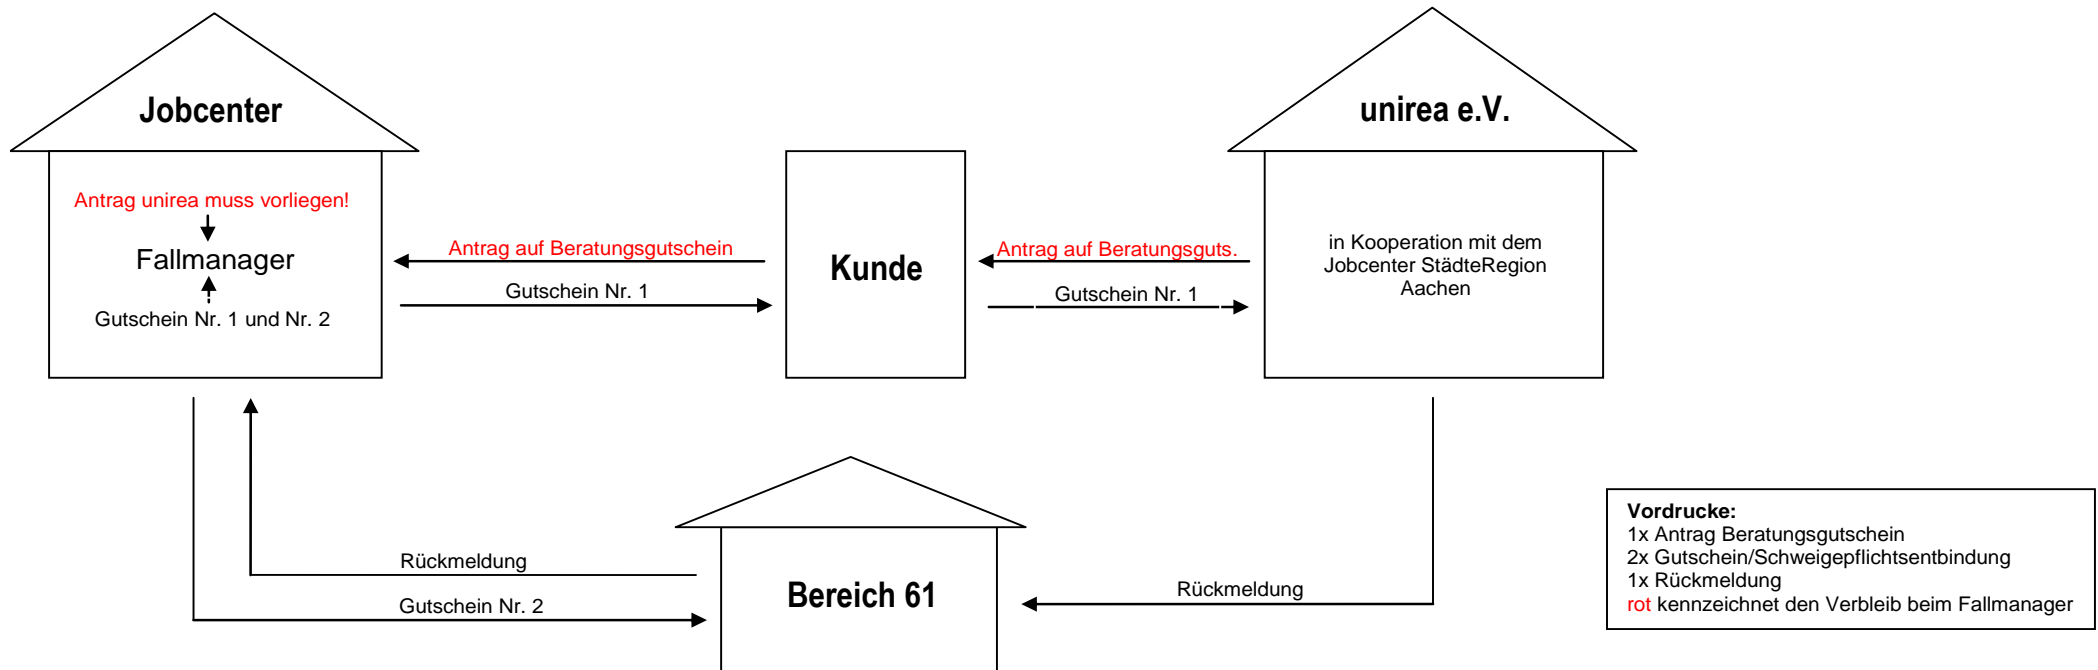 Jobcenter
Antrag unirea muss vorliegen!
Fallmanager
Gutschein Nr. 1 und Nr. 2
Antrag auf Beratungsgutschein
Gutschein Nr. 1
Kunde
Antrag auf Beratungsguts.
Gutschein Nr. 1
unirea e.V.
in Kooperation mit dem
Jobcenter StädteRegion
Aachen
Rückmeldung
Gutschein Nr. 2
Bereich 61
Rückmeldung
Vordrucke:
1x Antrag Beratungsgutschein
2x Gutschein/Schweigepflichtsentbindung
1x Rückmeldung
rot kennzeichnet den Verbleib beim Fallmanager